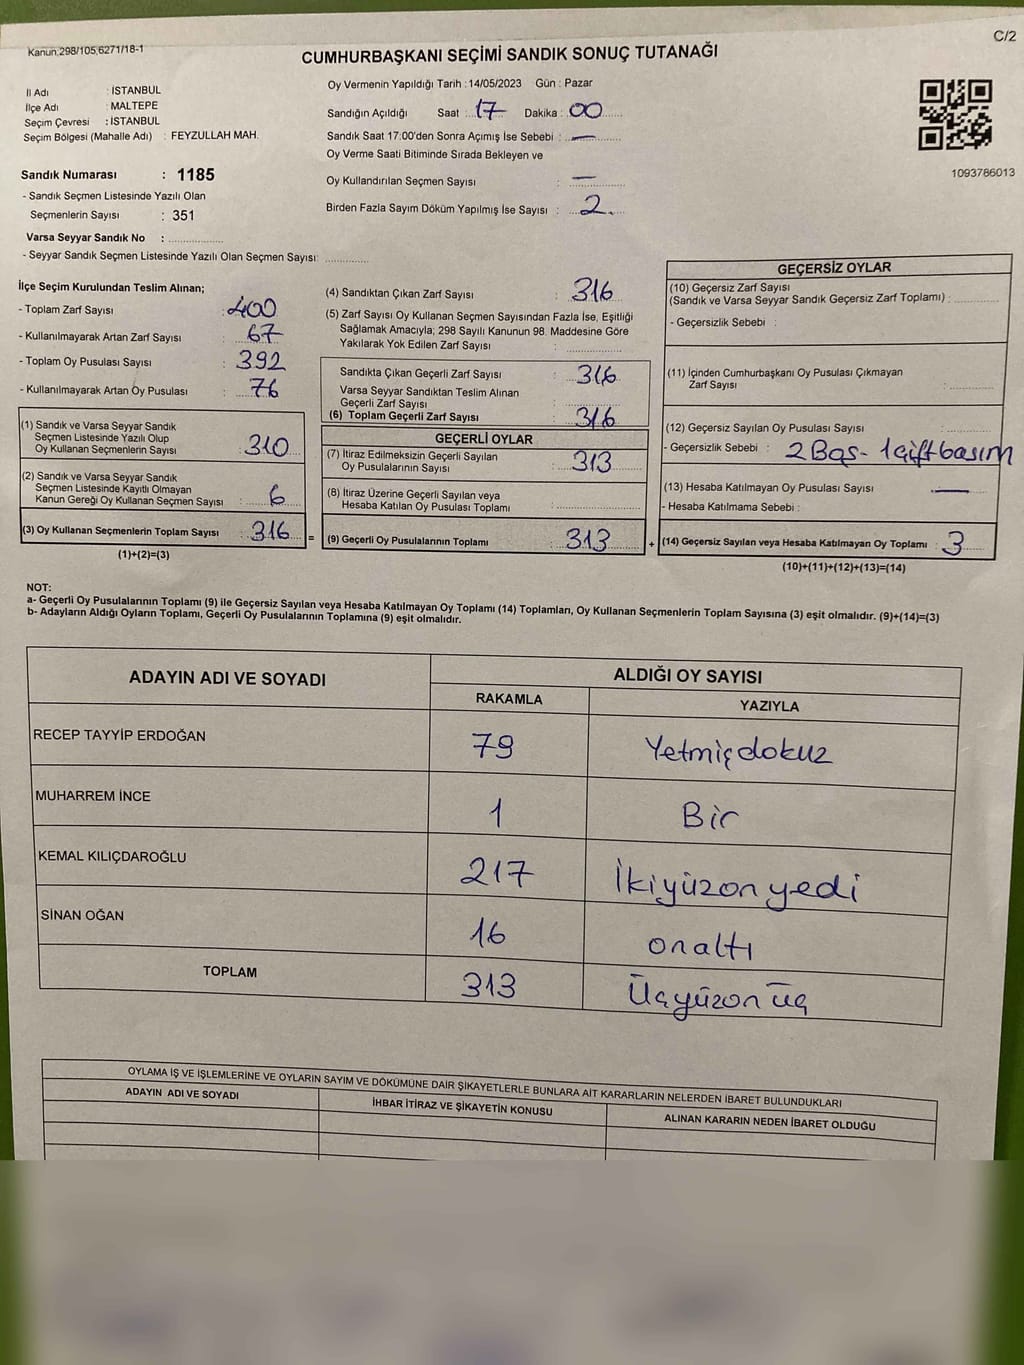 Kanun,298/105,6271/18-1
C/2
CUMHURBAŞKANI SEÇİMİ SANDIK SONUÇ TUTANAĞI
İl Adı : İSTANBUL
İlçe Adı : MALTEPE
Seçim Çevresi : İSTANBUL
Seçim Bölgesi (Mahalle Adı) : FEYZULLAH MAH.
Sandık Numarası : 1185
- Sandık Seçmen Listesinde Yazılı Olan
Seçmenlerin Sayısı : 351
Varsa Seyyar Sandık No :
- Seyyar Sandık Seçmen Listesinde Yazılı Olan Seçmen Sayısı:
Oy Vermenin Yapıldığı Tarih : 14/05/2023 Gün : Pazar
Sandığın Açıldığı Saat : 17 Dakika : 00
Sandık Saat 17:00'den Sonra Açımış İse Sebebi : —
Oy Verme Saati Bitiminde Sırada Bekleyen ve
Oy Kullandırılan Seçmen Sayısı : —
Birden Fazla Sayım Döküm Yapılmış İse Sayısı : 2.
1093786013
İlçe Seçim Kurulundan Teslim Alınan;
- Toplam Zarf Sayısı : 400
- Kullanılmayarak Artan Zarf Sayısı : 67
- Toplam Oy Pusulası Sayısı : 392
- Kullanılmayarak Artan Oy Pusulası : 76
(1) Sandık ve Varsa Seyyar Sandık
Seçmen Listesinde Yazılı Olup
Oy Kullanan Seçmenlerin Sayısı : 310
(2) Sandık ve Varsa Seyyar Sandık
Seçmen Listesinde Kayıtlı Olmayan
Kanun Gereği Oy Kullanan Seçmen Sayısı : 6
(3) Oy Kullanan Seçmenlerin Toplam Sayısı : 316 =
(1)+(2)=(3)
(4) Sandıktan Çıkan Zarf Sayısı : 316
(5) Zarf Sayısı Oy Kullanan Seçmen Sayısından Fazla İse, Eşitliği
Sağlamak Amacıyla; 298 Sayılı Kanunun 98. Maddesine Göre
Yakılarak Yok Edilen Zarf Sayısı :
Sandıkta Çıkan Geçerli Zarf Sayısı : 316
Varsa Seyyar Sandıktan Teslim Alınan
Geçerli Zarf Sayısı :
(6) Toplam Geçerli Zarf Sayısı : 316
GEÇERLİ OYLAR
(7) İtiraz Edilmeksizin Geçerli Sayılan
Oy Pusulalarının Sayısı : 313
(8) İtiraz Üzerine Geçerli Sayılan veya
Hesaba Katılan Oy Pusulası Toplamı :
(9) Geçerli Oy Pusulalarının Toplamı : 313 +
GEÇERSİZ OYLAR
(10) Geçersiz Zarf Sayısı
(Sandık ve Varsa Seyyar Sandık Geçersiz Zarf Toplamı) :
- Geçersizlik Sebebi :
(11) İçinden Cumhurbaşkanı Oy Pusulası Çıkmayan
Zarf Sayısı :
(12) Geçersiz Sayılan Oy Pusulası Sayısı :
- Geçersizlik Sebebi : 2 Boş - 1 çift basım
(13) Hesaba Katılmayan Oy Pusulası Sayısı : —
- Hesaba Katılmama Sebebi :
(14) Geçersiz Sayılan veya Hesaba Katılmayan Oy Toplamı : 3
(10)+(11)+(12)+(13)=(14)
NOT:
a- Geçerli Oy Pusulalarının Toplamı (9) ile Geçersiz Sayılan veya Hesaba Katılmayan Oy Toplamı (14) Toplamları, Oy Kullanan Seçmenlerin Toplam Sayısına (3) eşit olmalıdır. (9)+(14)=(3)
b- Adayların Aldığı Oyların Toplamı, Geçerli Oy Pusulalarının Toplamına (9) eşit olmalıdır.
ADAYIN ADI VE SOYADI
ALDIĞI OY SAYISI
RAKAMLA YAZIYLA
RECEP TAYYİP ERDOĞAN 79 Yetmiş dokuz
MUHARREM İNCE 1 Bir
KEMAL KILIÇDAROĞLU 217 İkiyüzon yedi
SİNAN OĞAN 16 onaltı
TOPLAM 313 Üçyüzon üç
OYLAMA İŞ VE İŞLEMLERİNE VE OYLARIN SAYIM VE DÖKÜMÜNE DAİR ŞİKAYETLERLE BUNLARA AİT KARARLARIN NELERDEN İBARET BULUNDUKLARI
ADAYIN ADI VE SOYADI İHBAR İTİRAZ VE ŞİKAYETİN KONUSU ALINAN KARARIN NEDEN İBARET OLDUĞU